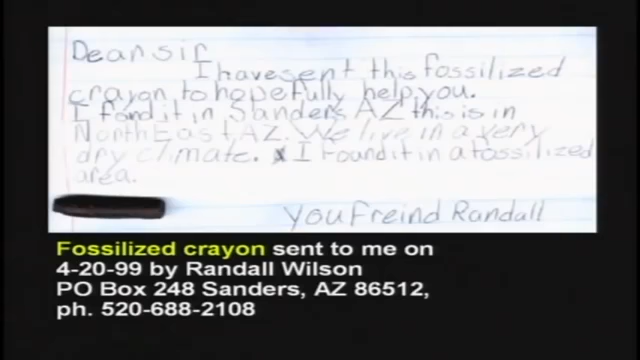 Dear sir
I have sent this fossilized
crayon to hopefully help you.
I fond it in Sanders AZ this is in
NorthEast AZ. We live in a very
dry climate. I found it in a fossilized
area.
you Freind Randall
Fossilized crayon sent to me on
4-20-99 by Randall Wilson
PO Box 248 Sanders, AZ 86512,
ph. 520-688-2108